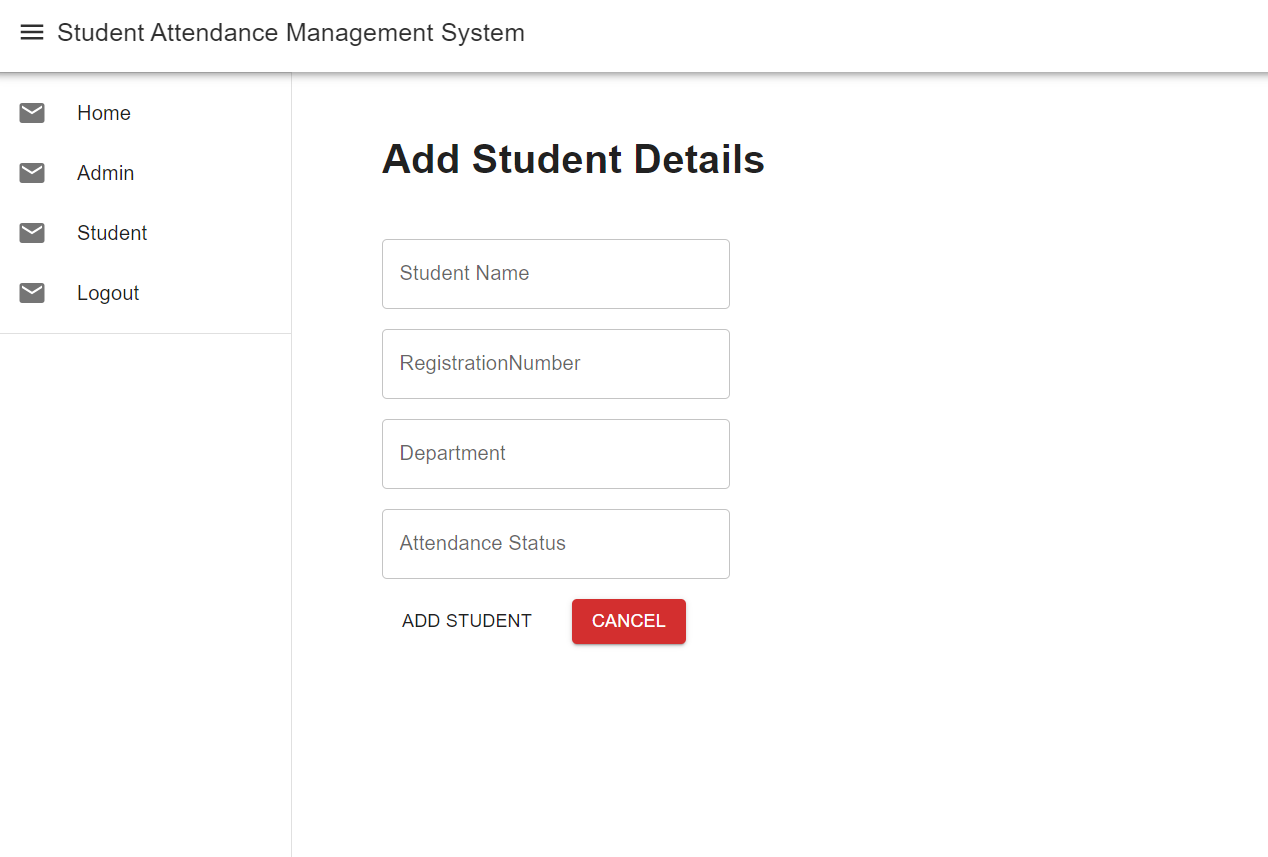 Student Attendance Management System
Home
Admin
Student
Logout
Add Student Details
Student Name
RegistrationNumber
Department
Attendance Status
ADD STUDENT
CANCEL